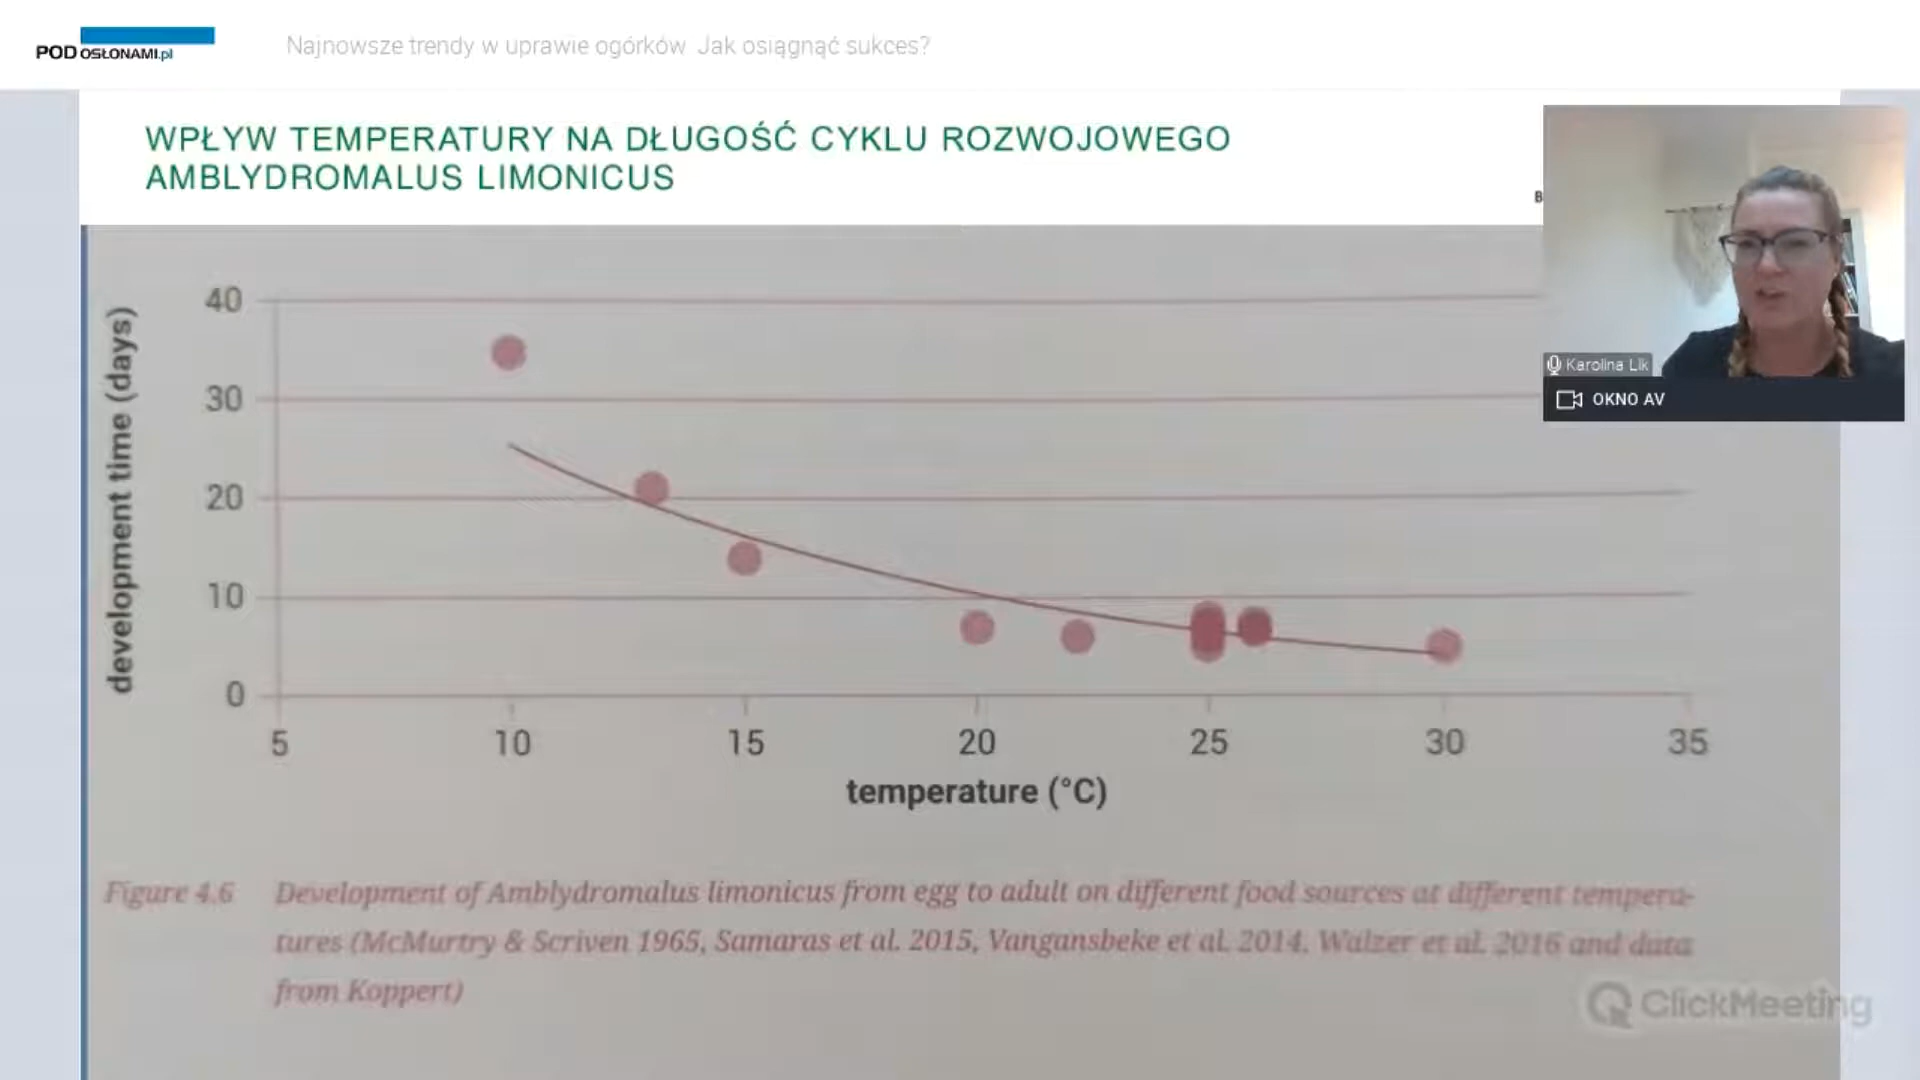 POD OSŁONAMI.pl
Najnowsze trendy w uprawie ogórków Jak osiągnąć sukces?
WPŁYW TEMPERATURY NA DŁUGOŚĆ CYKLU ROZWOJOWEGO
AMBLYDROMALUS LIMONICUS
B
Karolina Lik
OKNO AV
development time (days)
40
30
20
10
0
5 10 15 20 25 30 35
temperature (°C)
Figure 4.6 Development of Amblydromalus limonicus from egg to adult on different food sources at different tempera-
tures (McMurtry & Scriven 1965, Samaras et al. 2015, Vangansbeke et al. 2014, Walzer et al. 2016 and data
from Koppert)
ClickMeeting